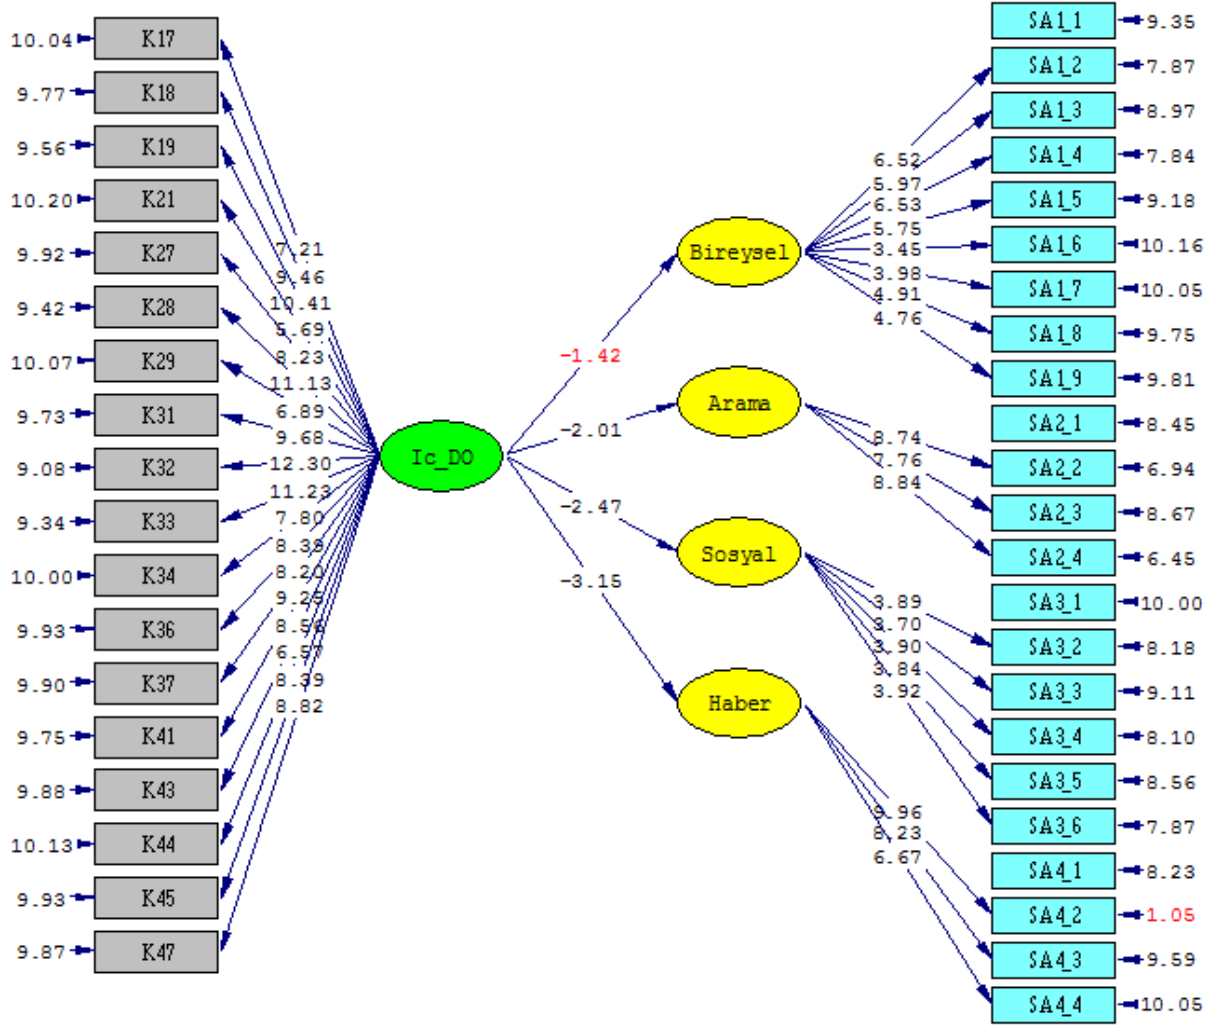 10.04 K17
9.77 K18
9.56 K19
10.20 K21
9.92 K27
9.42 K28
10.07 K29
9.73 K31
9.08 K32
9.34 K33
10.00 K34
9.93 K36
9.90 K37
9.75 K41
9.88 K43
10.13 K44
9.93 K45
9.87 K47
7.21
9.46
10.41
5.69
8.23
11.13
6.89
9.68
12.30
11.23
7.80
8.39
8.20
9.25
8.56
6.57
8.39
8.82
Ic_DO
-1.42
-2.01
-2.47
-3.15
Bireysel
Arama
Sosyal
Haber
6.52
5.97
6.53
5.75
3.45
3.98
4.91
4.76
8.74
7.76
8.84
3.89
3.70
3.90
3.84
3.92
9.96
8.23
6.67
SA1_1 9.35
SA1_2 7.87
SA1_3 8.97
SA1_4 7.84
SA1_5 9.18
SA1_6 10.16
SA1_7 10.05
SA1_8 9.75
SA1_9 9.81
SA2_1 8.45
SA2_2 6.94
SA2_3 8.67
SA2_4 6.45
SA3_1 10.00
SA3_2 8.18
SA3_3 9.11
SA3_4 8.10
SA3_5 8.56
SA3_6 7.87
SA4_1 8.23
SA4_2 1.05
SA4_3 9.59
SA4_4 10.05